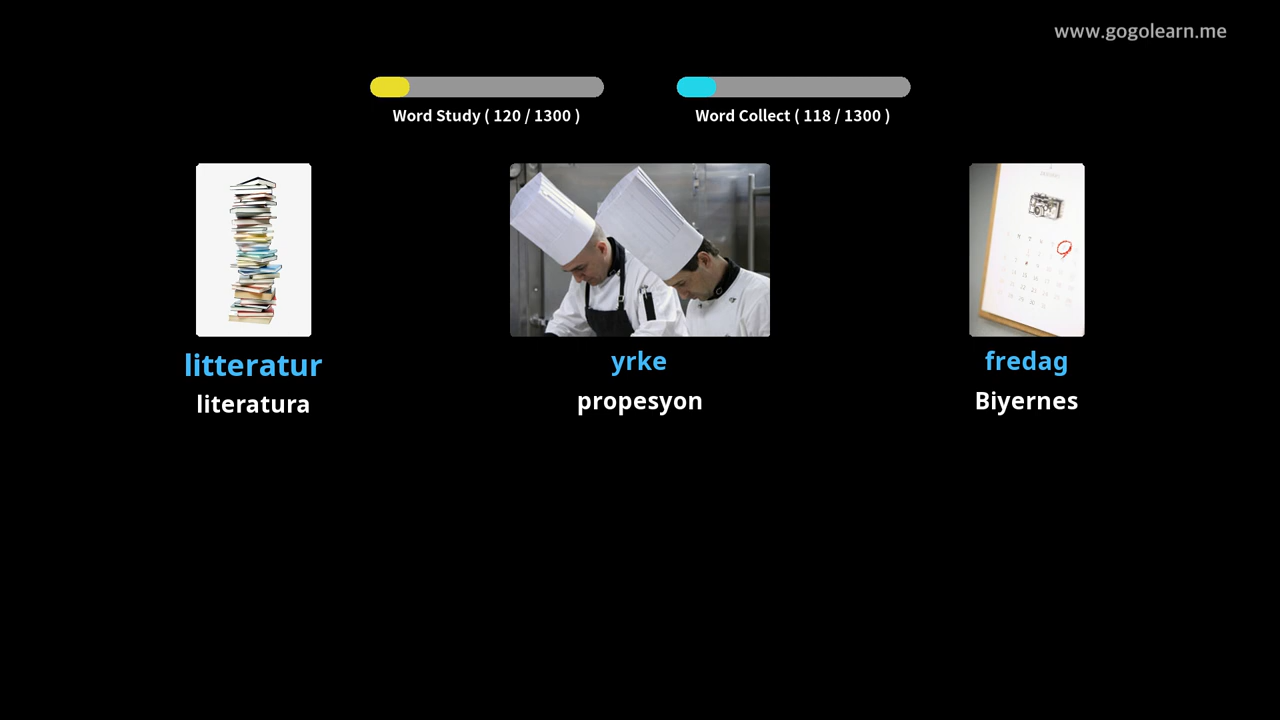 www.gogolearn.me
Word Study ( 120 / 1300 )
Word Collect ( 118 / 1300 )
litteratur
literatura
yrke
propesyon
fredag
Biyernes